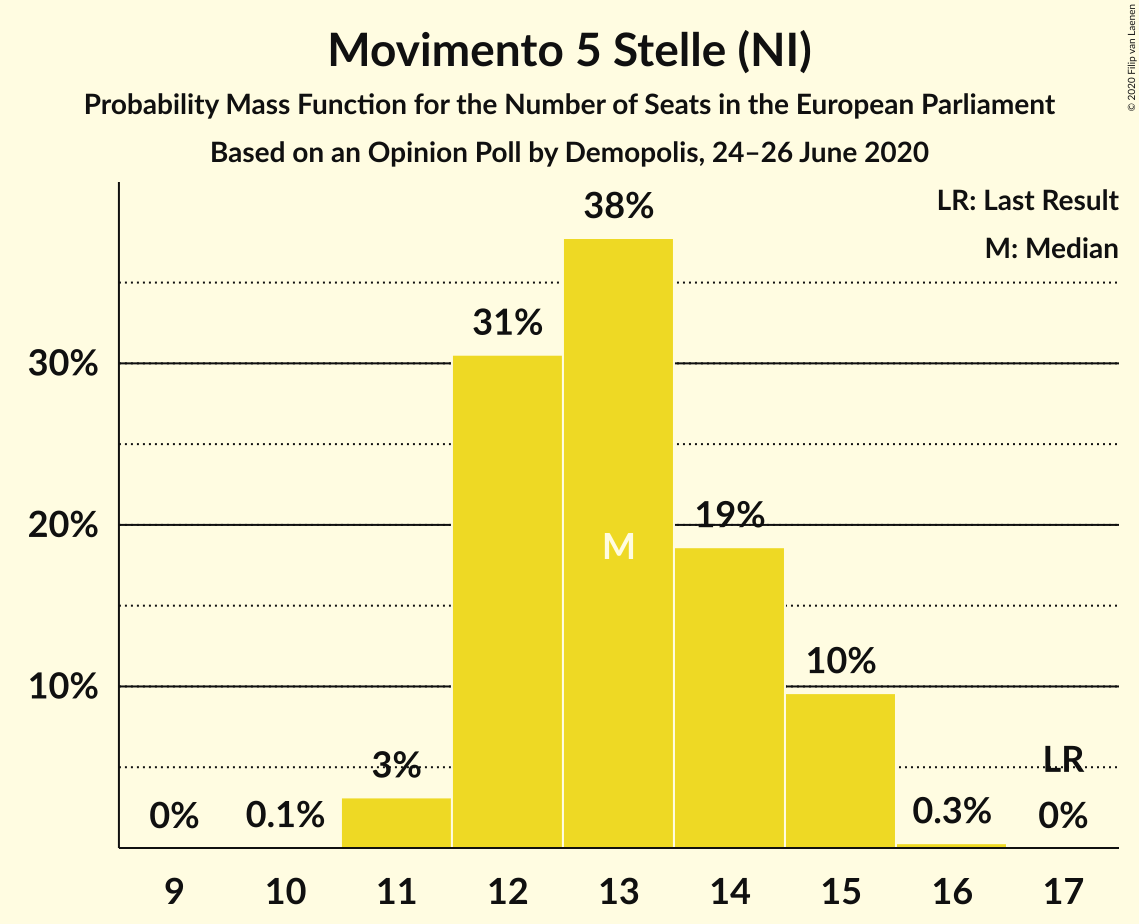 Movimento 5 Stelle (NI)
Probability Mass Function for the Number of Seats in the European Parliament
Based on an Opinion Poll by Demopolis, 24–26 June 2020
© 2020 Filip van Laenen
LR: Last Result
M: Median
38%
31%
30%
20%
19%
M
10%
10%
3%
LR
0%
0.1%
0.3%
0%
9 10 11 12 13 14 15 16 17